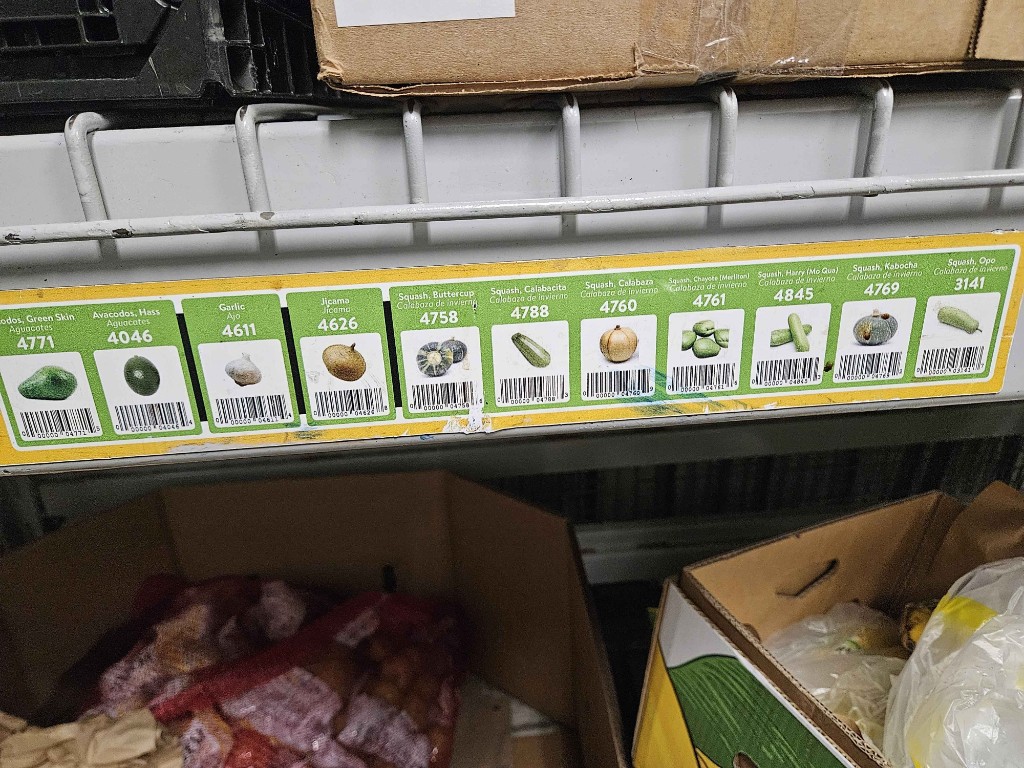 odos, Green Skin
Aguacates
4771
Avacodos, Hass
Aguacates
4046
Garlic
Ajo
4611
Jicama
Jícama
4626
Squash, Buttercup
Calabaza de invierno
4758
Squash, Calabacita
Calabaza de invierno
4788
Squash, Calabaza
Calabaza de invierno
4760
Squash, Chayote (Merliton)
Calabaza de invierno
4761
Squash, Harry (Mo Qua)
Calabaza de invierno
4845
Squash, Kabocha
Calabaza de invierno
4769
Squash, Opo
Calabaza de invierno
3141